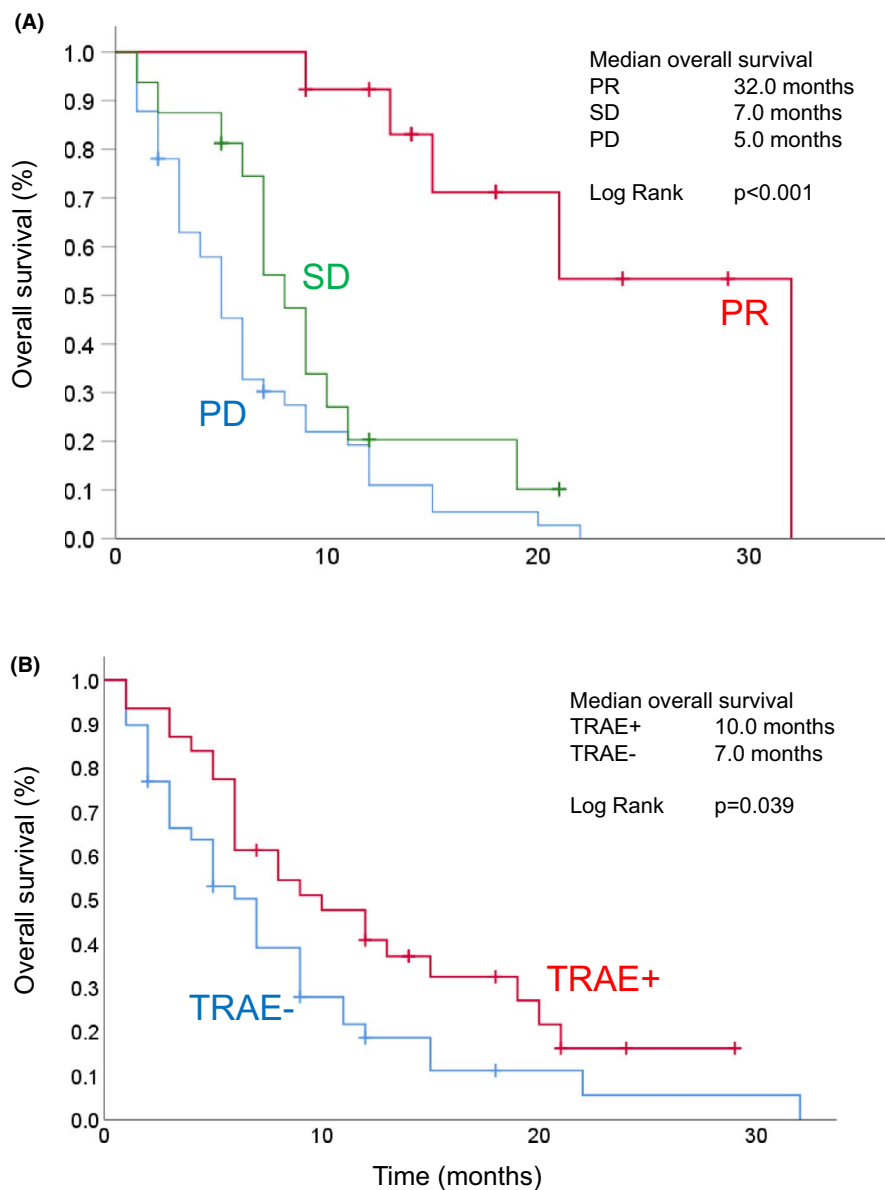 (A)
Median overall survival
PR 32.0 months
SD 7.0 months
PD 5.0 months
Log Rank p<0.001
Overall survival (%)
1.0
0.9
0.8
0.7
0.6
0.5
0.4
0.3
0.2
0.1
0.0
SD
PR
PD
0 10 20 30
(B)
Median overall survival
TRAE+ 10.0 months
TRAE- 7.0 months
Log Rank p=0.039
Overall survival (%)
1.0
0.9
0.8
0.7
0.6
0.5
0.4
0.3
0.2
0.1
0.0
TRAE+
TRAE-
0 10 20 30
Time (months)